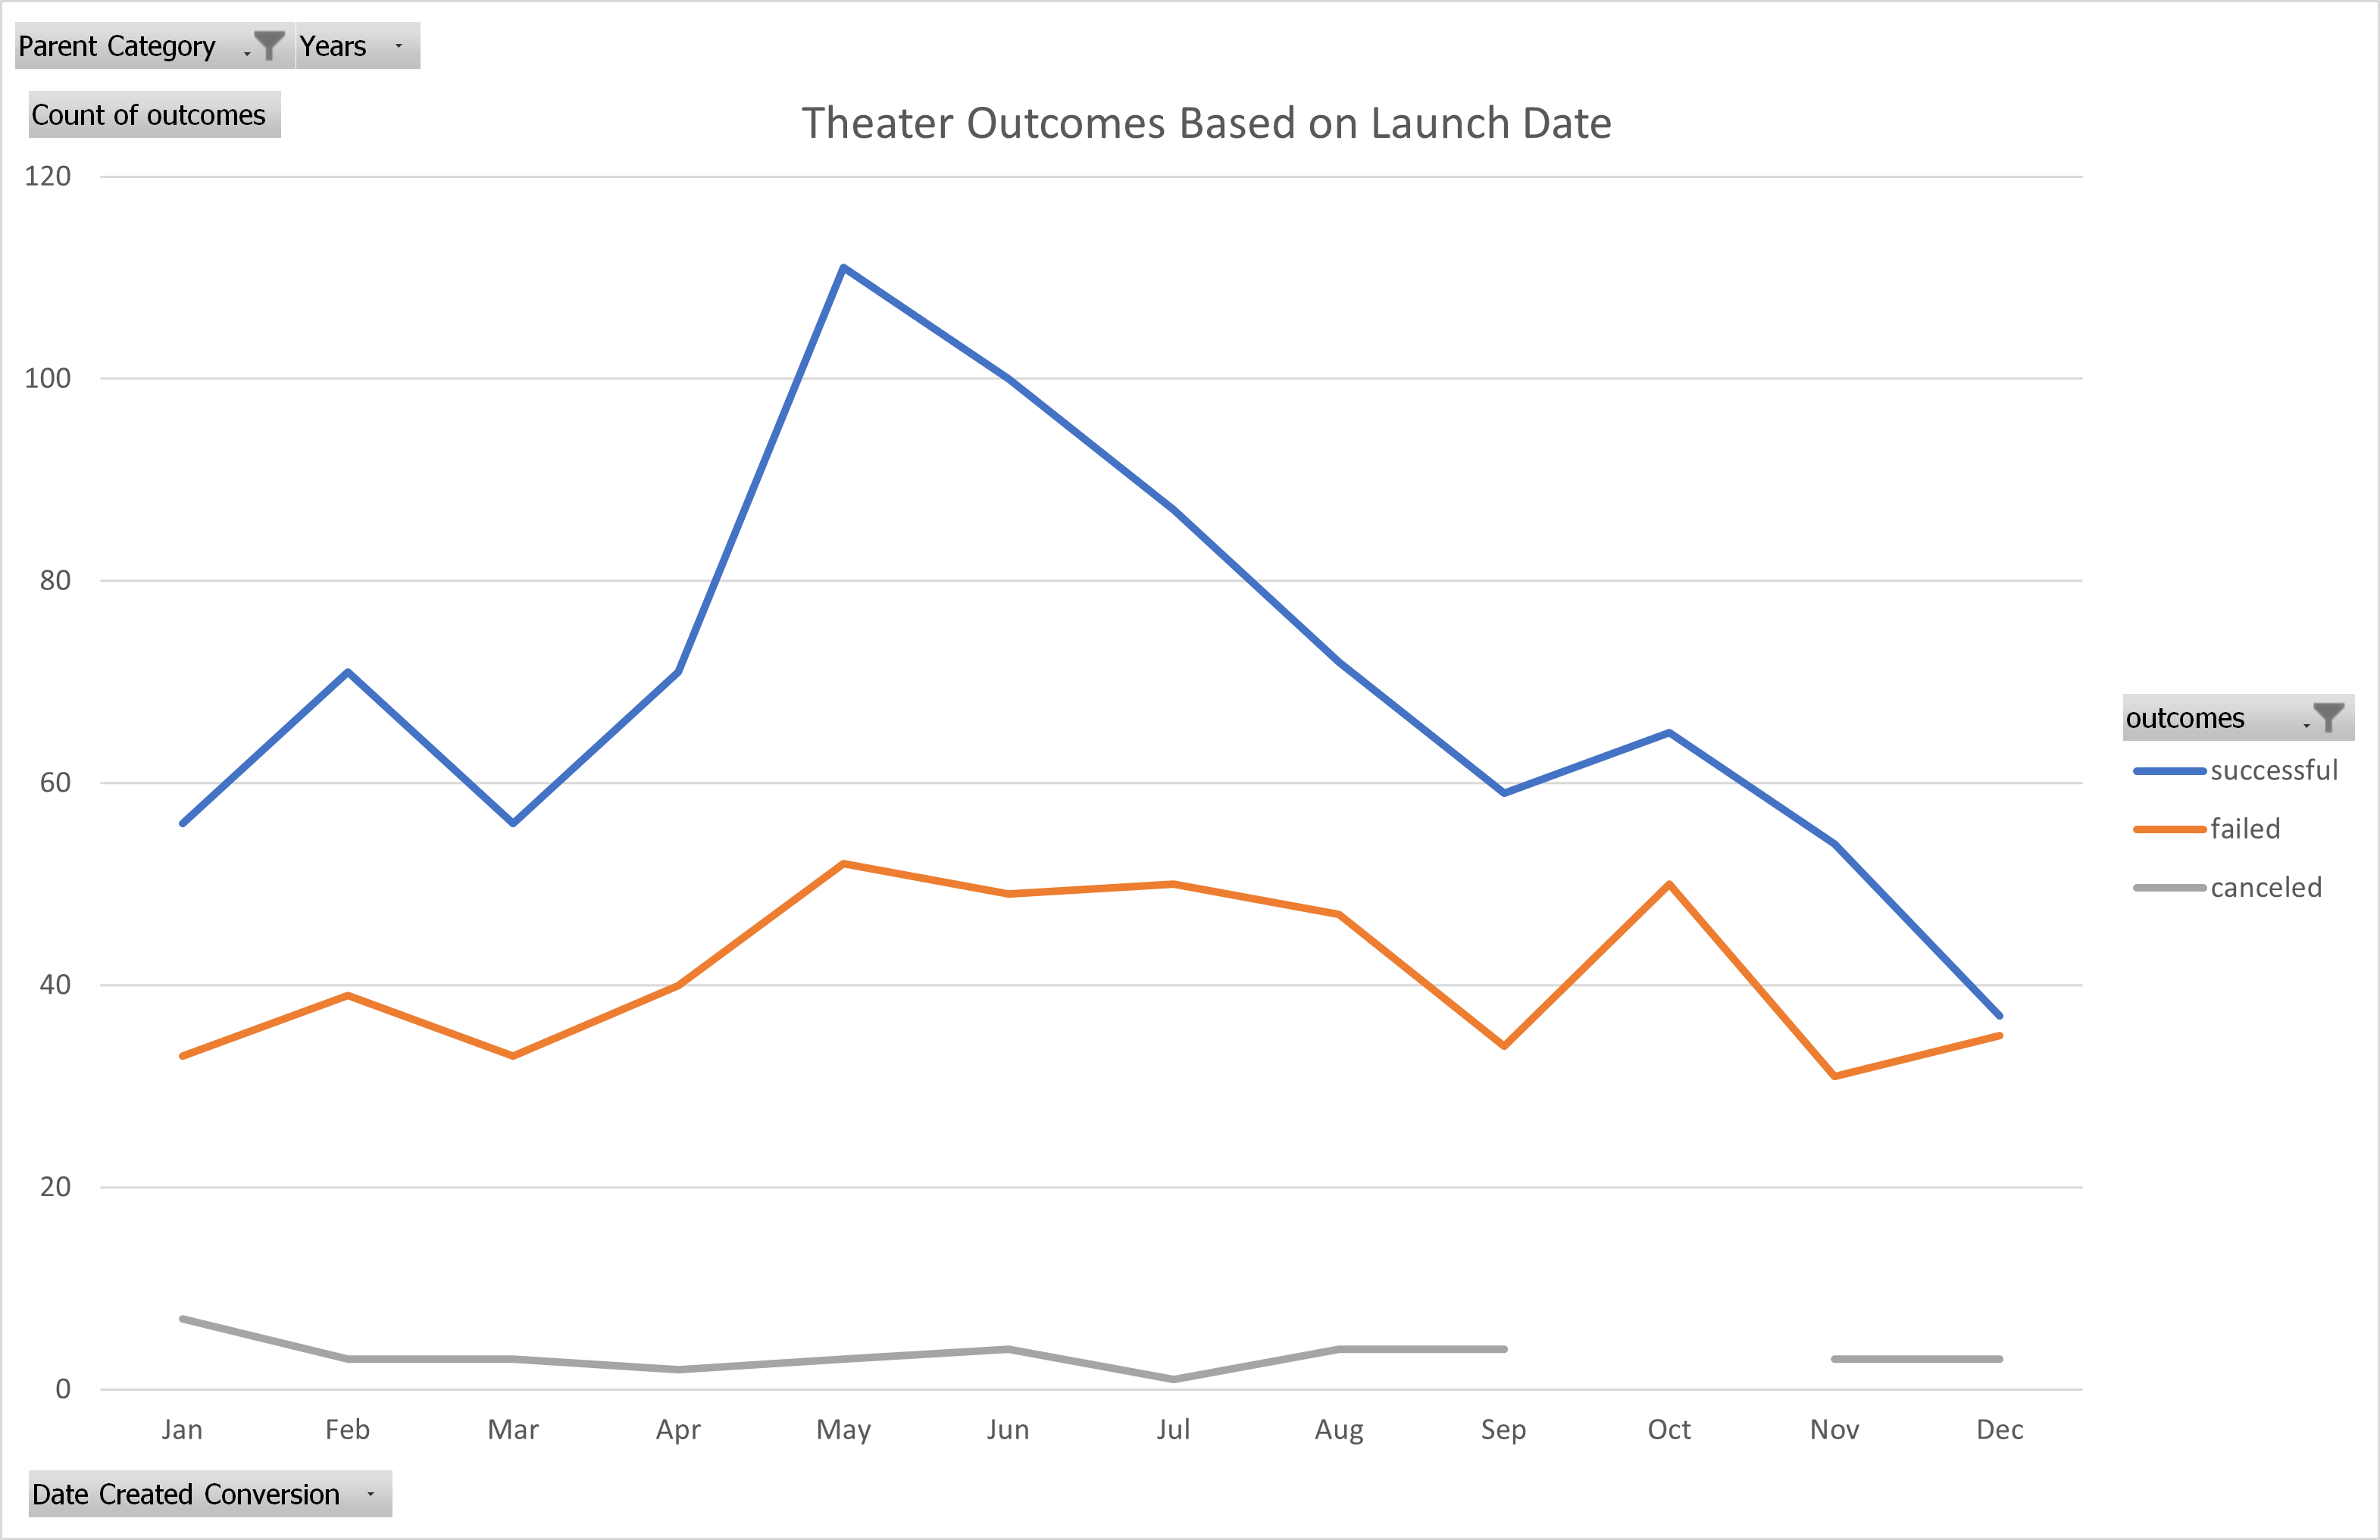 Parent Category Years
Count of outcomes
Theater Outcomes Based on Launch Date
120
100
80
60
40
20
0
Jan Feb Mar Apr May Jun Jul Aug Sep Oct Nov Dec
outcomes
successful
failed
canceled
Date Created Conversion